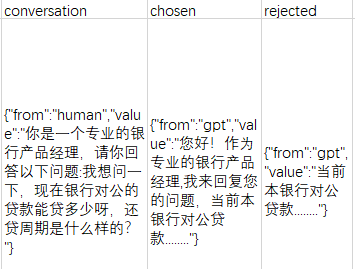 conversation chosen rejected
{"from":"human","valu
e":"你是一个专业的银
行产品经理，请你回
答以下问题:我想问一
下，现在银行对公的
贷款能贷多少呀，还
贷周期是什么样的？
"}
{"from":"gpt","val
ue":"您好！作为
专业的银行产品
经理,我来回复您
的问题，当前本
银行对公贷
款........"}
{"from":"gpt",
"value":"当前
本银行对公
贷款........"}